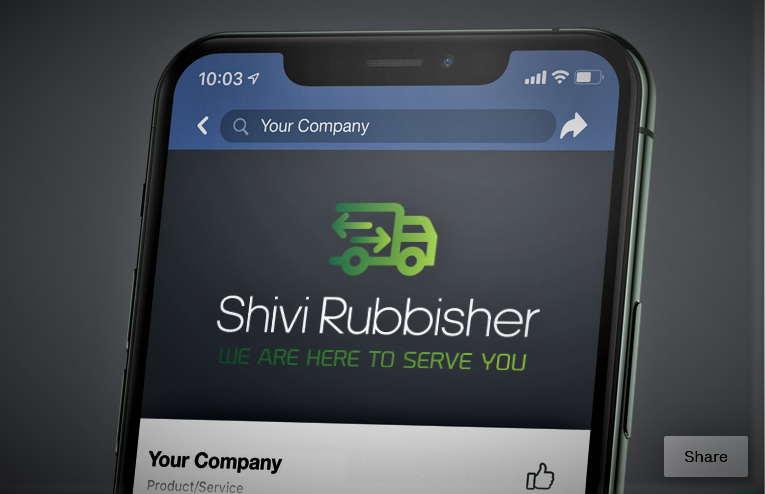 10:03
Your Company
Shivi Rubbisher
WE ARE HERE TO SERVE YOU
Your Company
Product/Service
Share